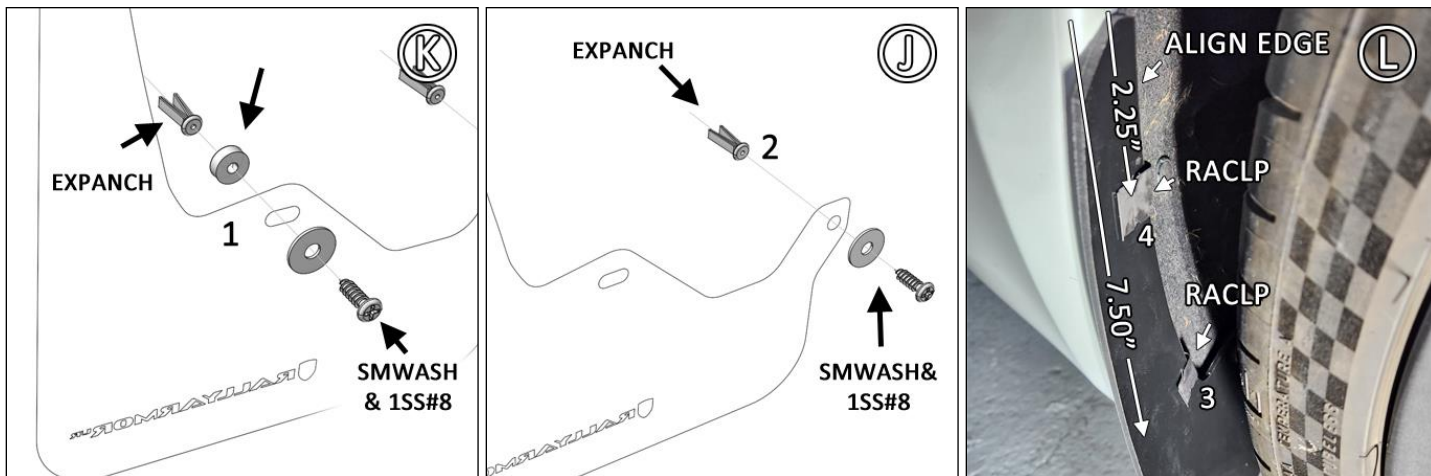 K
EXPANCH
1
SMWASH
& 1SS#8
RALLYARMOR
J
EXPANCH
2
SMWASH&
1SS#8
RALLYARMOR
L
ALIGN EDGE
2.25”
RACLP
4
RACLP
7.50”
3